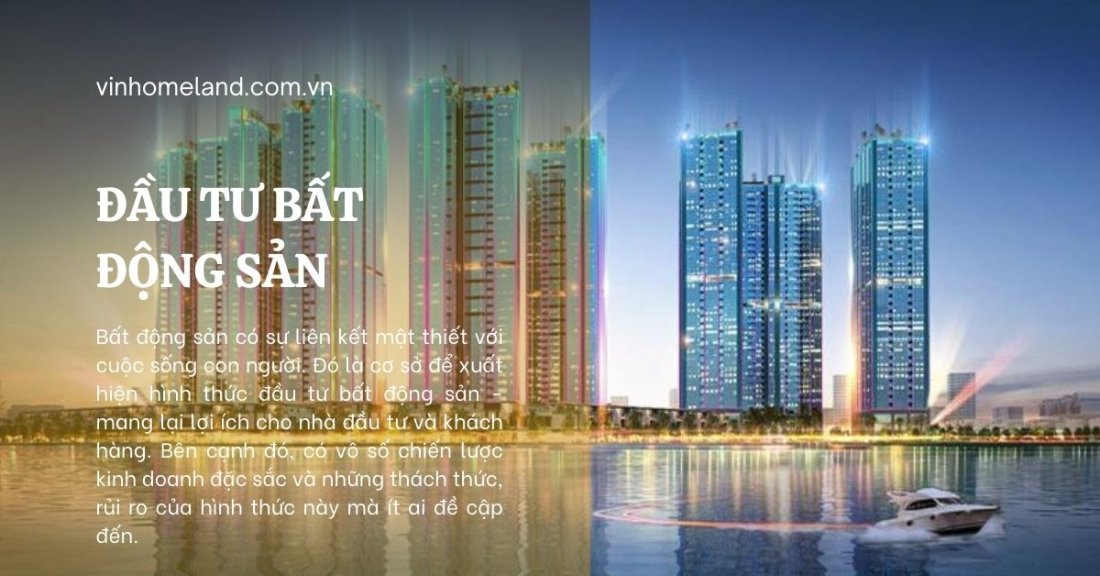 vinhomeland.com.vn
ĐẦU TƯ BẤT
ĐỘNG SẢN
Bất động sản có sự liên kết mật thiết với
cuộc sống con người. Đó là cơ sở để xuất
hiện hình thức đầu tư bất động sản –
mang lại lợi ích cho nhà đầu tư và khách
hàng. Bên cạnh đó, có vô số chiến lược
kinh doanh đặc sắc và những thách thức,
rủi ro của hình thức này mà ít ai đề cập
đến.